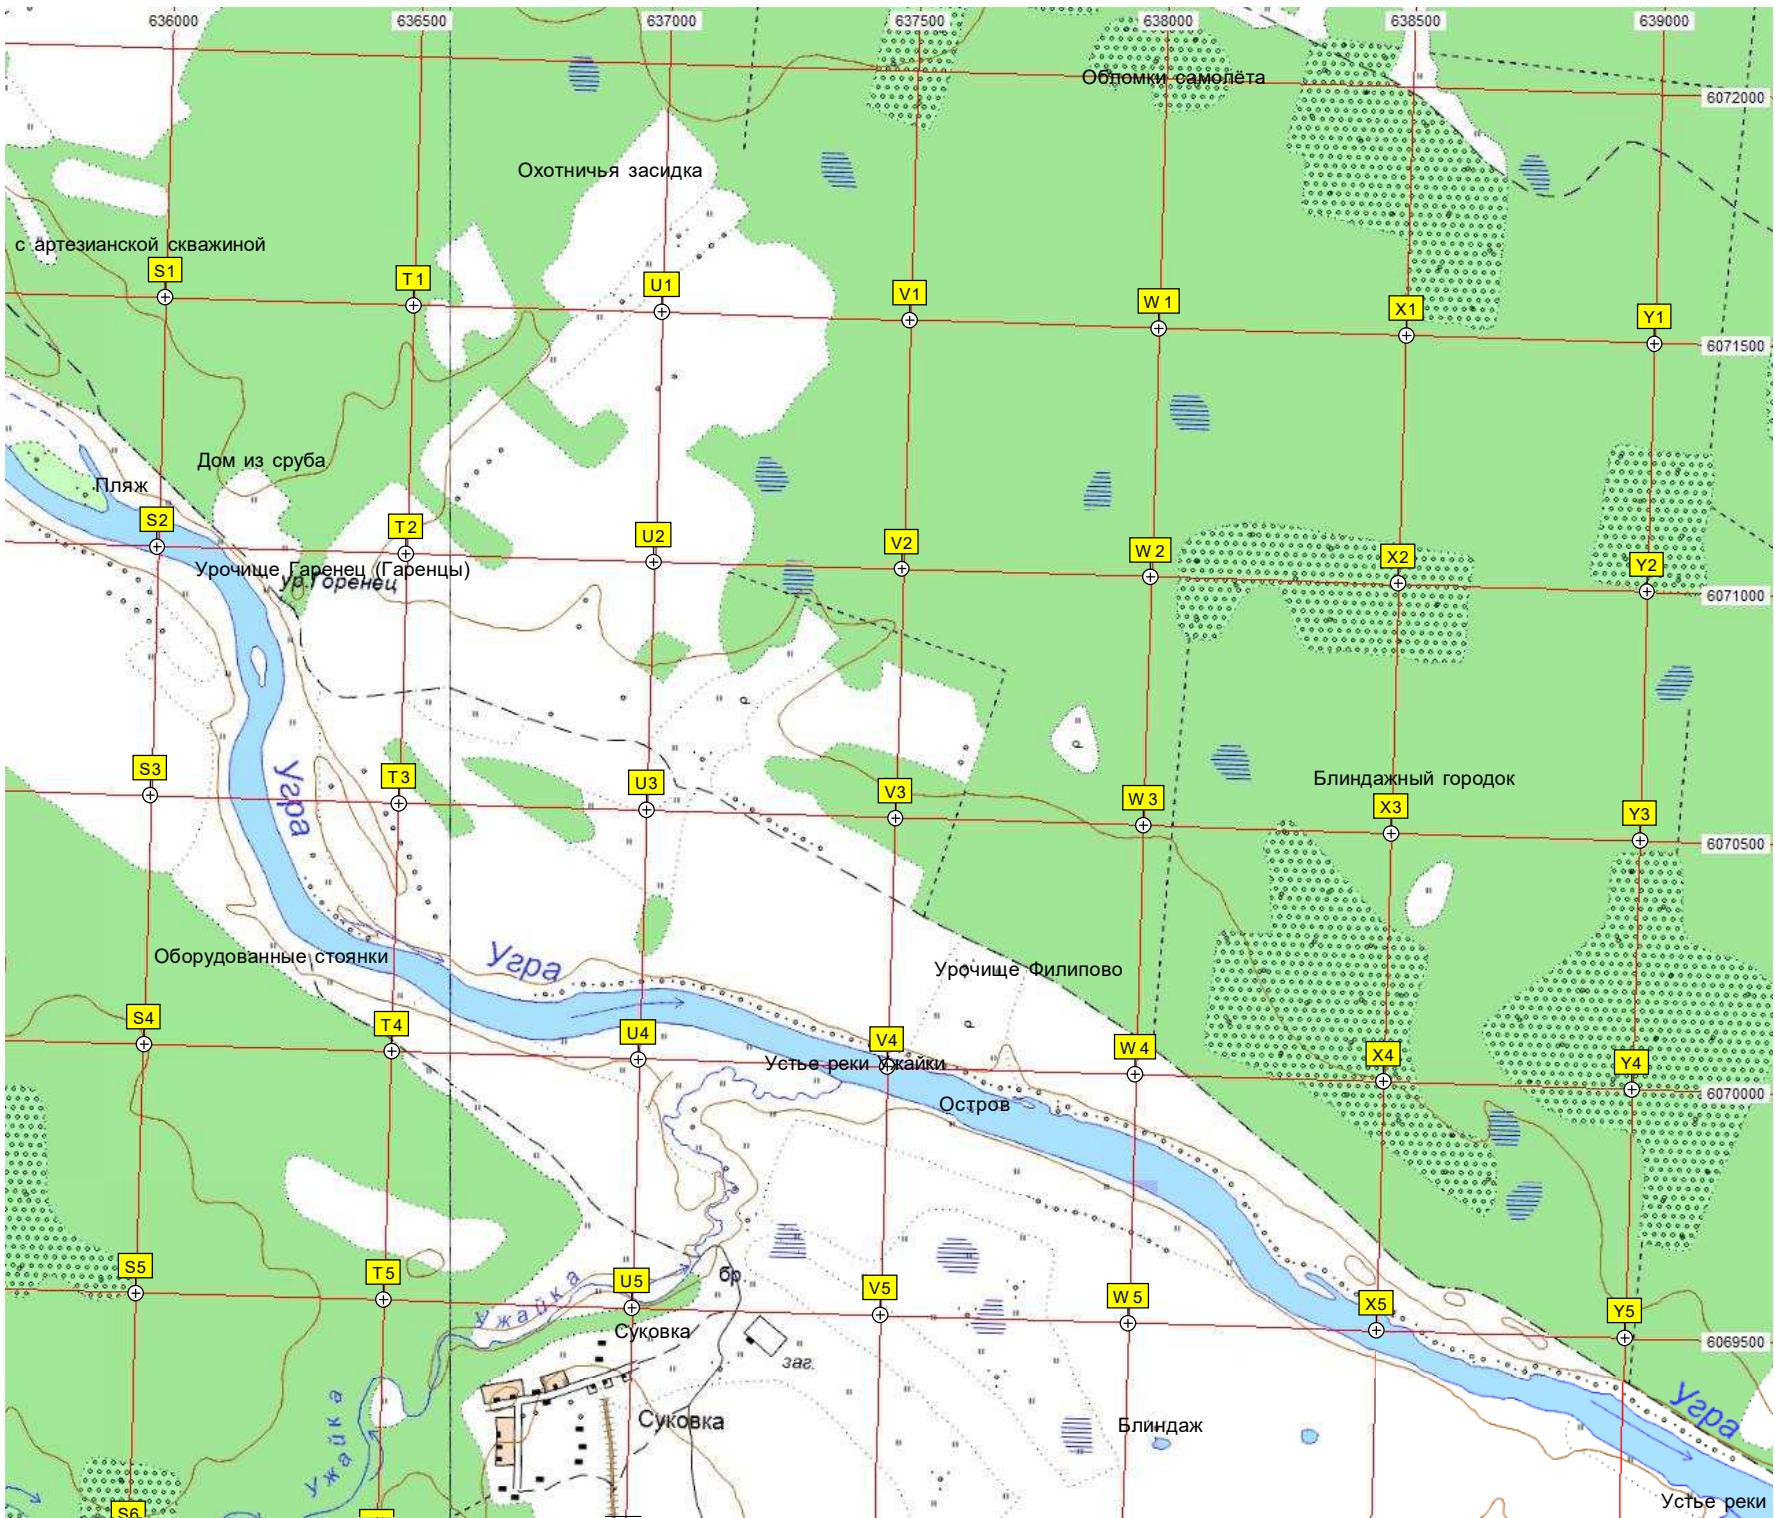 636000 636500 637000 637500 638000 638500 639000
Обломки самолёта
6072000
Охотничья засидка
с артезианской скважиной
S1 T1 U1 V1 W1 X1 Y1
6071500
Дом из сруба
Пляж
S2 T2 U2 V2 W2 X2 Y2
Урочище Гаренец (Гаренцы)
ур. Горенец
6071000
Угра
S3 T3 U3 V3 W3 X3 Y3
Блиндажный городок
6070500
Оборудованные стоянки
Угра
Урочище Филипово
S4 T4 U4 V4 W4 X4 Y4
Устье реки Ужайки
6070000
Остров
S5 T5 U5 V5 W5 X5 Y5
бр.
Ужайка
Суковка
6069500
заг.
Ужайка
Суковка
Блиндаж
Угра
Устье реки
S6